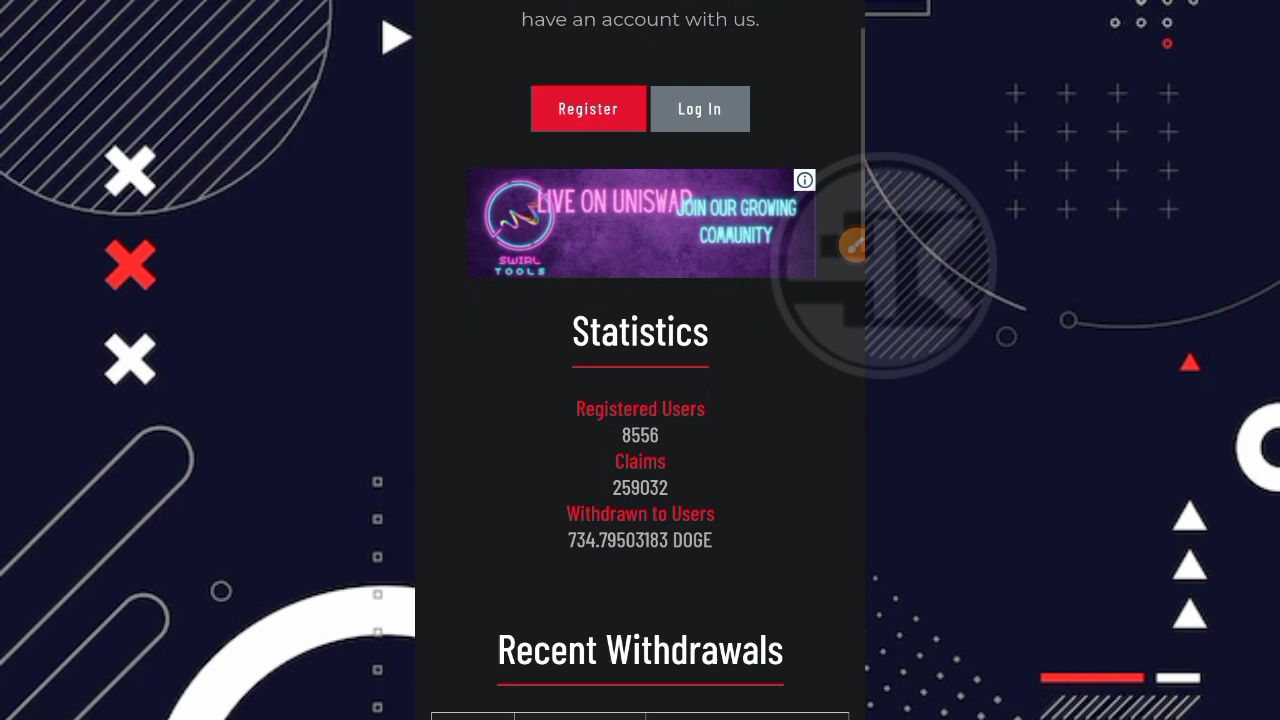 have an account with us.
Register
Log In
LIVE ON UNISWAP
JOIN OUR GROWING
COMMUNITY
SWIRL
TOOLS
Statistics
Registered Users
8556
Claims
259032
Withdrawn to Users
734.79503183 DOGE
Recent Withdrawals